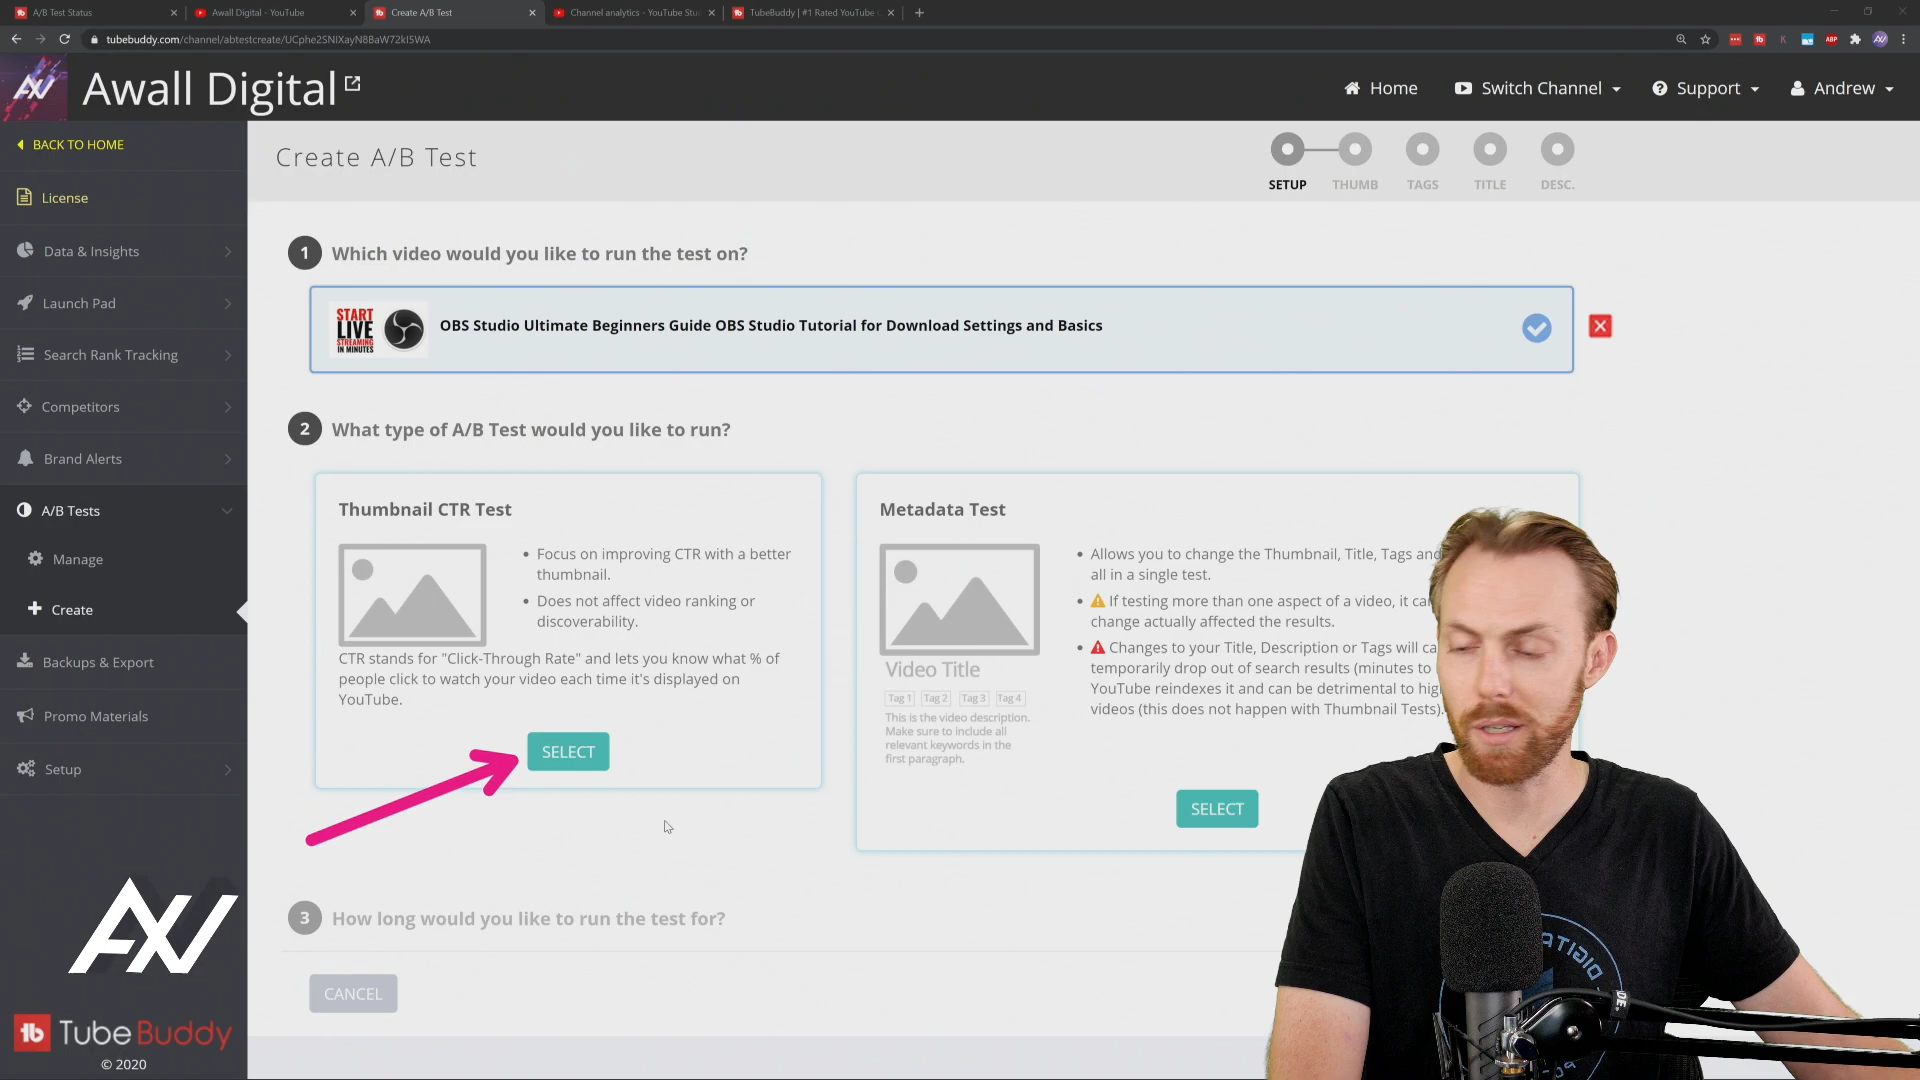 A/B Test Status
Awall Digital - YouTube
Create A/B Test
Channel analytics - YouTube Stu
TubeBuddy | #1 Rated YouTube
tubebuddy.com/channel/abtestcreate/UCphe2SNIXayN8BaW72kI5WA
Awall Digital
Home
Switch Channel
Support
Andrew
BACK TO HOME
License
Data & Insights
Launch Pad
Search Rank Tracking
Competitors
Brand Alerts
A/B Tests
Manage
Create
Backups & Export
Promo Materials
Setup
TubeBuddy
© 2020
Create A/B Test
SETUP
THUMB
TAGS
TITLE
DESC.
1 Which video would you like to run the test on?
START
LIVE
STREAMING
IN MINUTES
OBS Studio Ultimate Beginners Guide OBS Studio Tutorial for Download Settings and Basics
2 What type of A/B Test would you like to run?
Thumbnail CTR Test
• Focus on improving CTR with a better
thumbnail.
• Does not affect video ranking or
discoverability.
CTR stands for "Click-Through Rate" and lets you know what % of
people click to watch your video each time it's displayed on
YouTube.
SELECT
Metadata Test
Video Title
Tag 1 Tag 2 Tag 3 Tag 4
This is the video description.
Make sure to include all
relevant keywords in the
first paragraph.
• Allows you to change the Thumbnail, Title, Tags and
all in a single test.
• If testing more than one aspect of a video, it ca
change actually affected the results.
• Changes to your Title, Description or Tags will ca
temporarily drop out of search results (minutes to
YouTube reindexes it and can be detrimental to hig
videos (this does not happen with Thumbnail Tests).
SELECT
3 How long would you like to run the test for?
CANCEL